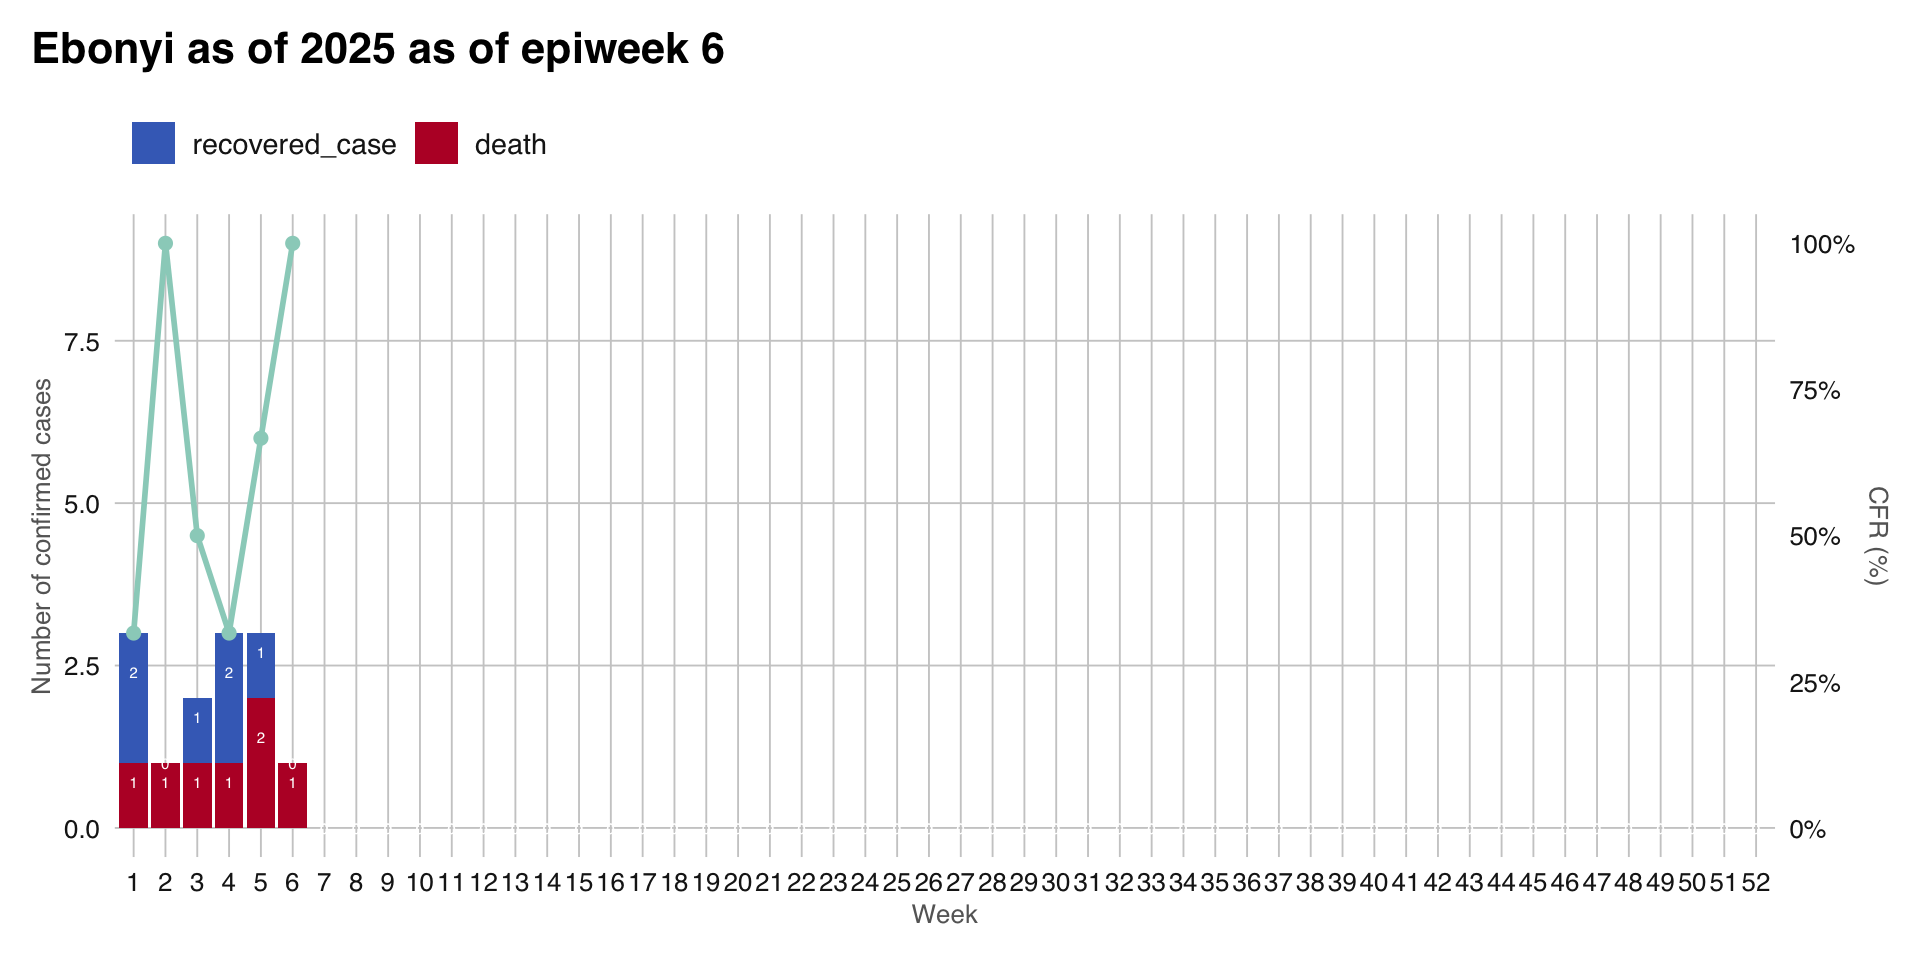 Ebonyi as of 2025 as of epiweek 6
recovered_case death
100%
7.5
75%
Number of confirmed cases
5.0
50%
CFR (%)
2.5
25%
2 2 1
1
2
0 0
1 1 1 1 1
0.0
0%
1 2 3 4 5 6 7 8 9 10 11 12 13 14 15 16 17 18 19 20 21 22 23 24 25 26 27 28 29 30 31 32 33 34 35 36 37 38 39 40 41 42 43 44 45 46 47 48 49 50 51 52
Week